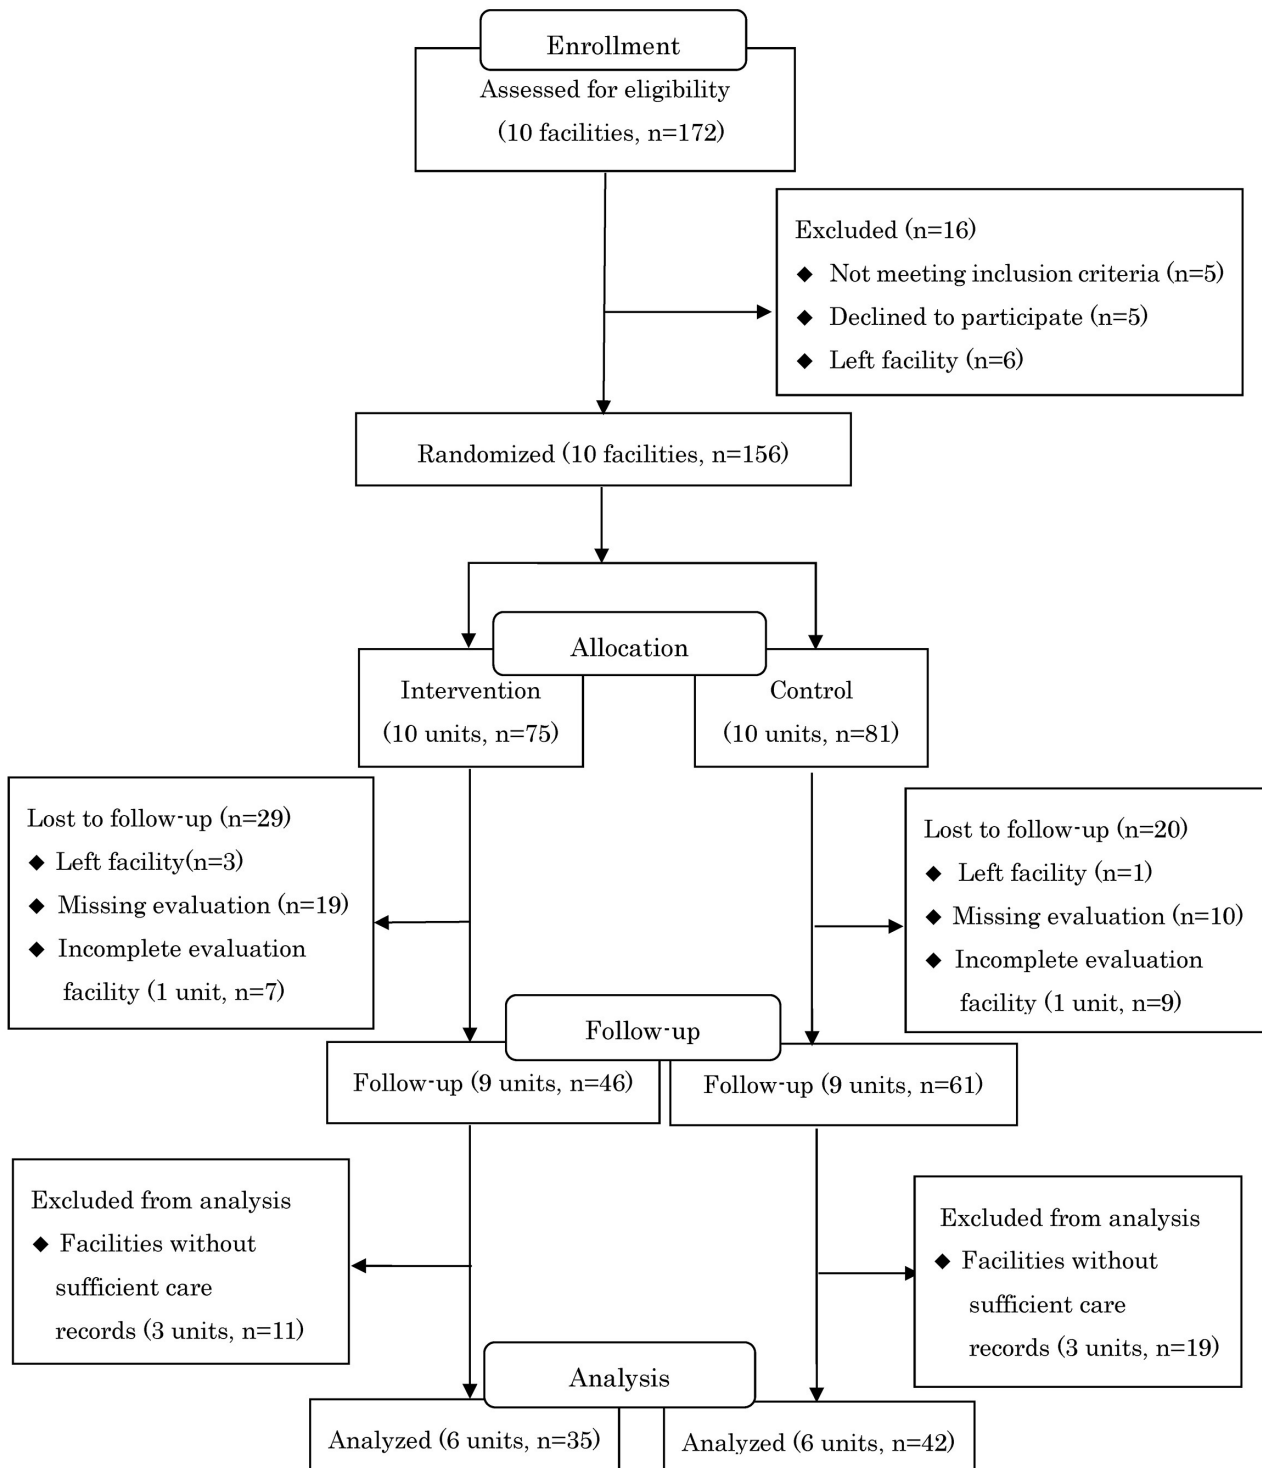 Enrollment
Assessed for eligibility
(10 facilities, n=172)
Excluded (n=16)
◆ Not meeting inclusion criteria (n=5)
◆ Declined to participate (n=5)
◆ Left facility (n=6)
Randomized (10 facilities, n=156)
Allocation
Intervention
(10 units, n=75)
Control
(10 units, n=81)
Lost to follow-up (n=29)
◆ Left facility(n=3)
◆ Missing evaluation (n=19)
◆ Incomplete evaluation
facility (1 unit, n=7)
Lost to follow-up (n=20)
◆ Left facility (n=1)
◆ Missing evaluation (n=10)
◆ Incomplete evaluation
facility (1 unit, n=9)
Follow-up
Follow-up (9 units, n=46)
Follow-up (9 units, n=61)
Excluded from analysis
◆ Facilities without
sufficient care
records (3 units, n=11)
Excluded from analysis
◆ Facilities without
sufficient care
records (3 units, n=19)
Analysis
Analyzed (6 units, n=35)
Analyzed (6 units, n=42)